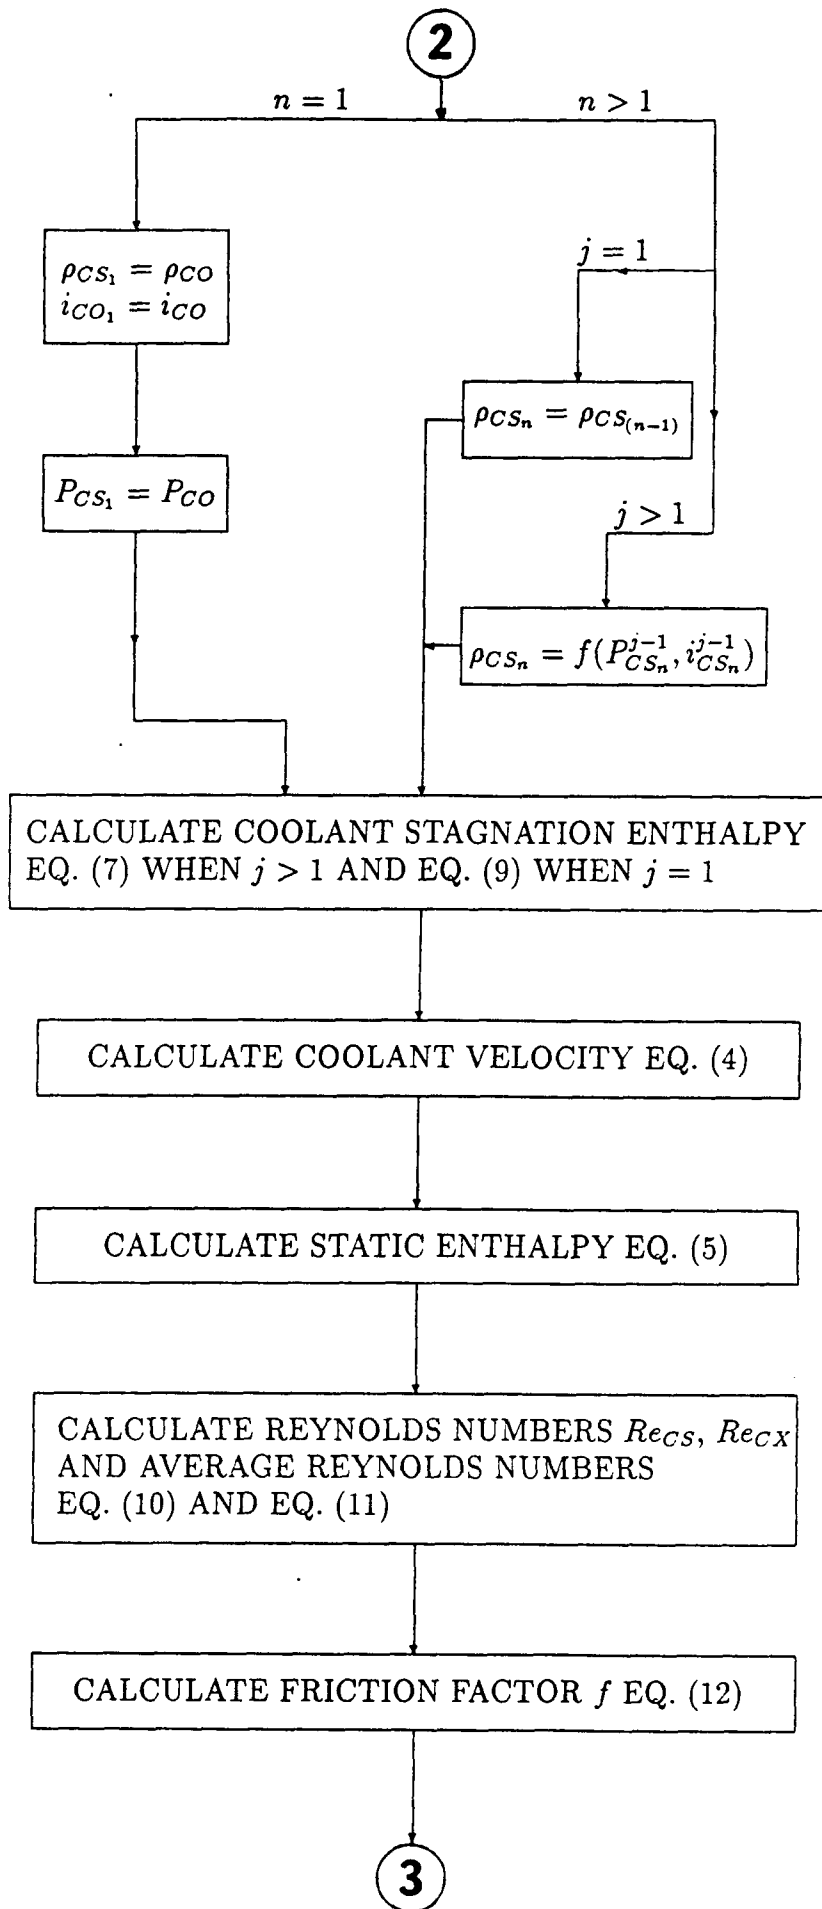 2
n = 1
n > 1
ρCS₁ = ρCO
iCO₁ = iCO
j = 1
ρCSₙ = ρCS₍ₙ₋₁₎
PCS₁ = PCO
j > 1
ρCSₙ = f(P^{j-1}_{CSₙ}, i^{j-1}_{CSₙ})
CALCULATE COOLANT STAGNATION ENTHALPY
EQ. (7) WHEN j > 1 AND EQ. (9) WHEN j = 1
CALCULATE COOLANT VELOCITY EQ. (4)
CALCULATE STATIC ENTHALPY EQ. (5)
CALCULATE REYNOLDS NUMBERS ReCS, ReCX
AND AVERAGE REYNOLDS NUMBERS
EQ. (10) AND EQ. (11)
CALCULATE FRICTION FACTOR f EQ. (12)
3